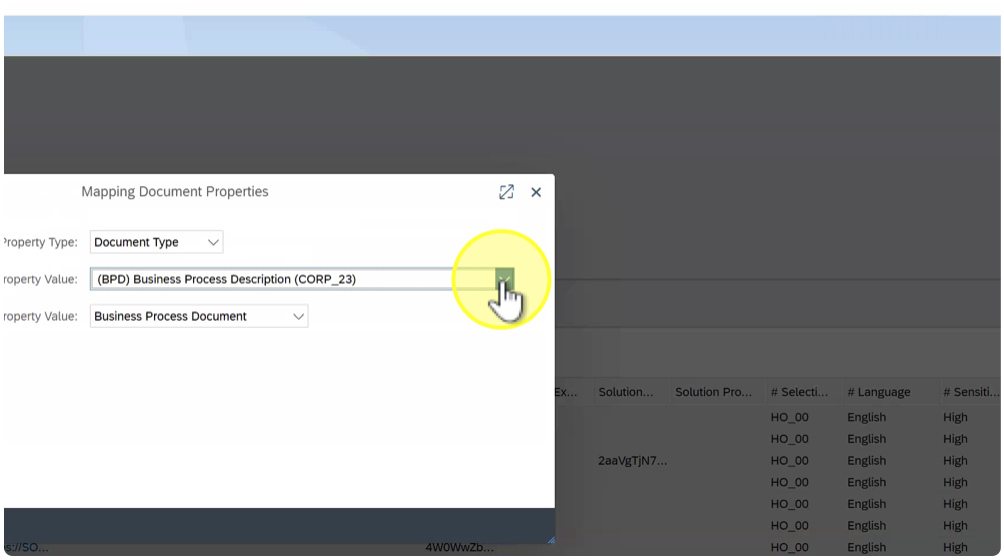 Mapping Document Properties
Property Type: Document Type
roperty Value: (BPD) Business Process Description (CORP_23)
roperty Value: Business Process Document
Ex... Solution... Solution Pro... # Selecti... # Language # Sensiti...
HO_00 English High
HO_00 English High
2aaVgTjN7... HO_00 English High
HO_00 English High
HO_00 English High
HO_00 English High
s://SO... 4W0WwZb... HO_00 English High